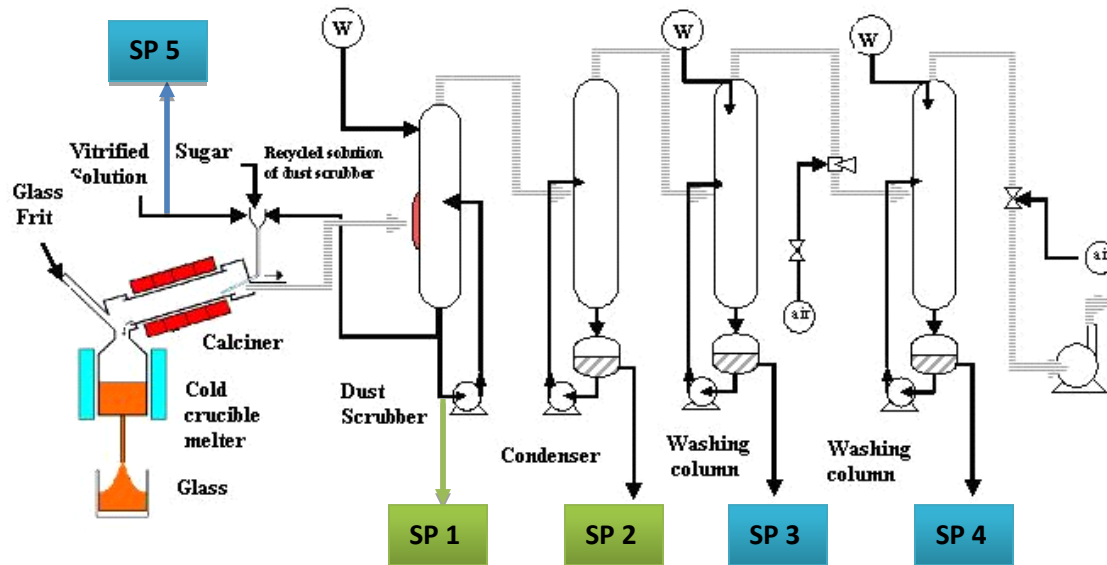 SP 5
W
W
W
Vitrified
Solution
Sugar
Recycled solution
of dust scrubber
Glass
Frit
Calciner
air
air
Cold
crucible
melter
Dust
Scrubber
Condenser
Washing
column
Washing
column
Glass
SP 1
SP 2
SP 3
SP 4